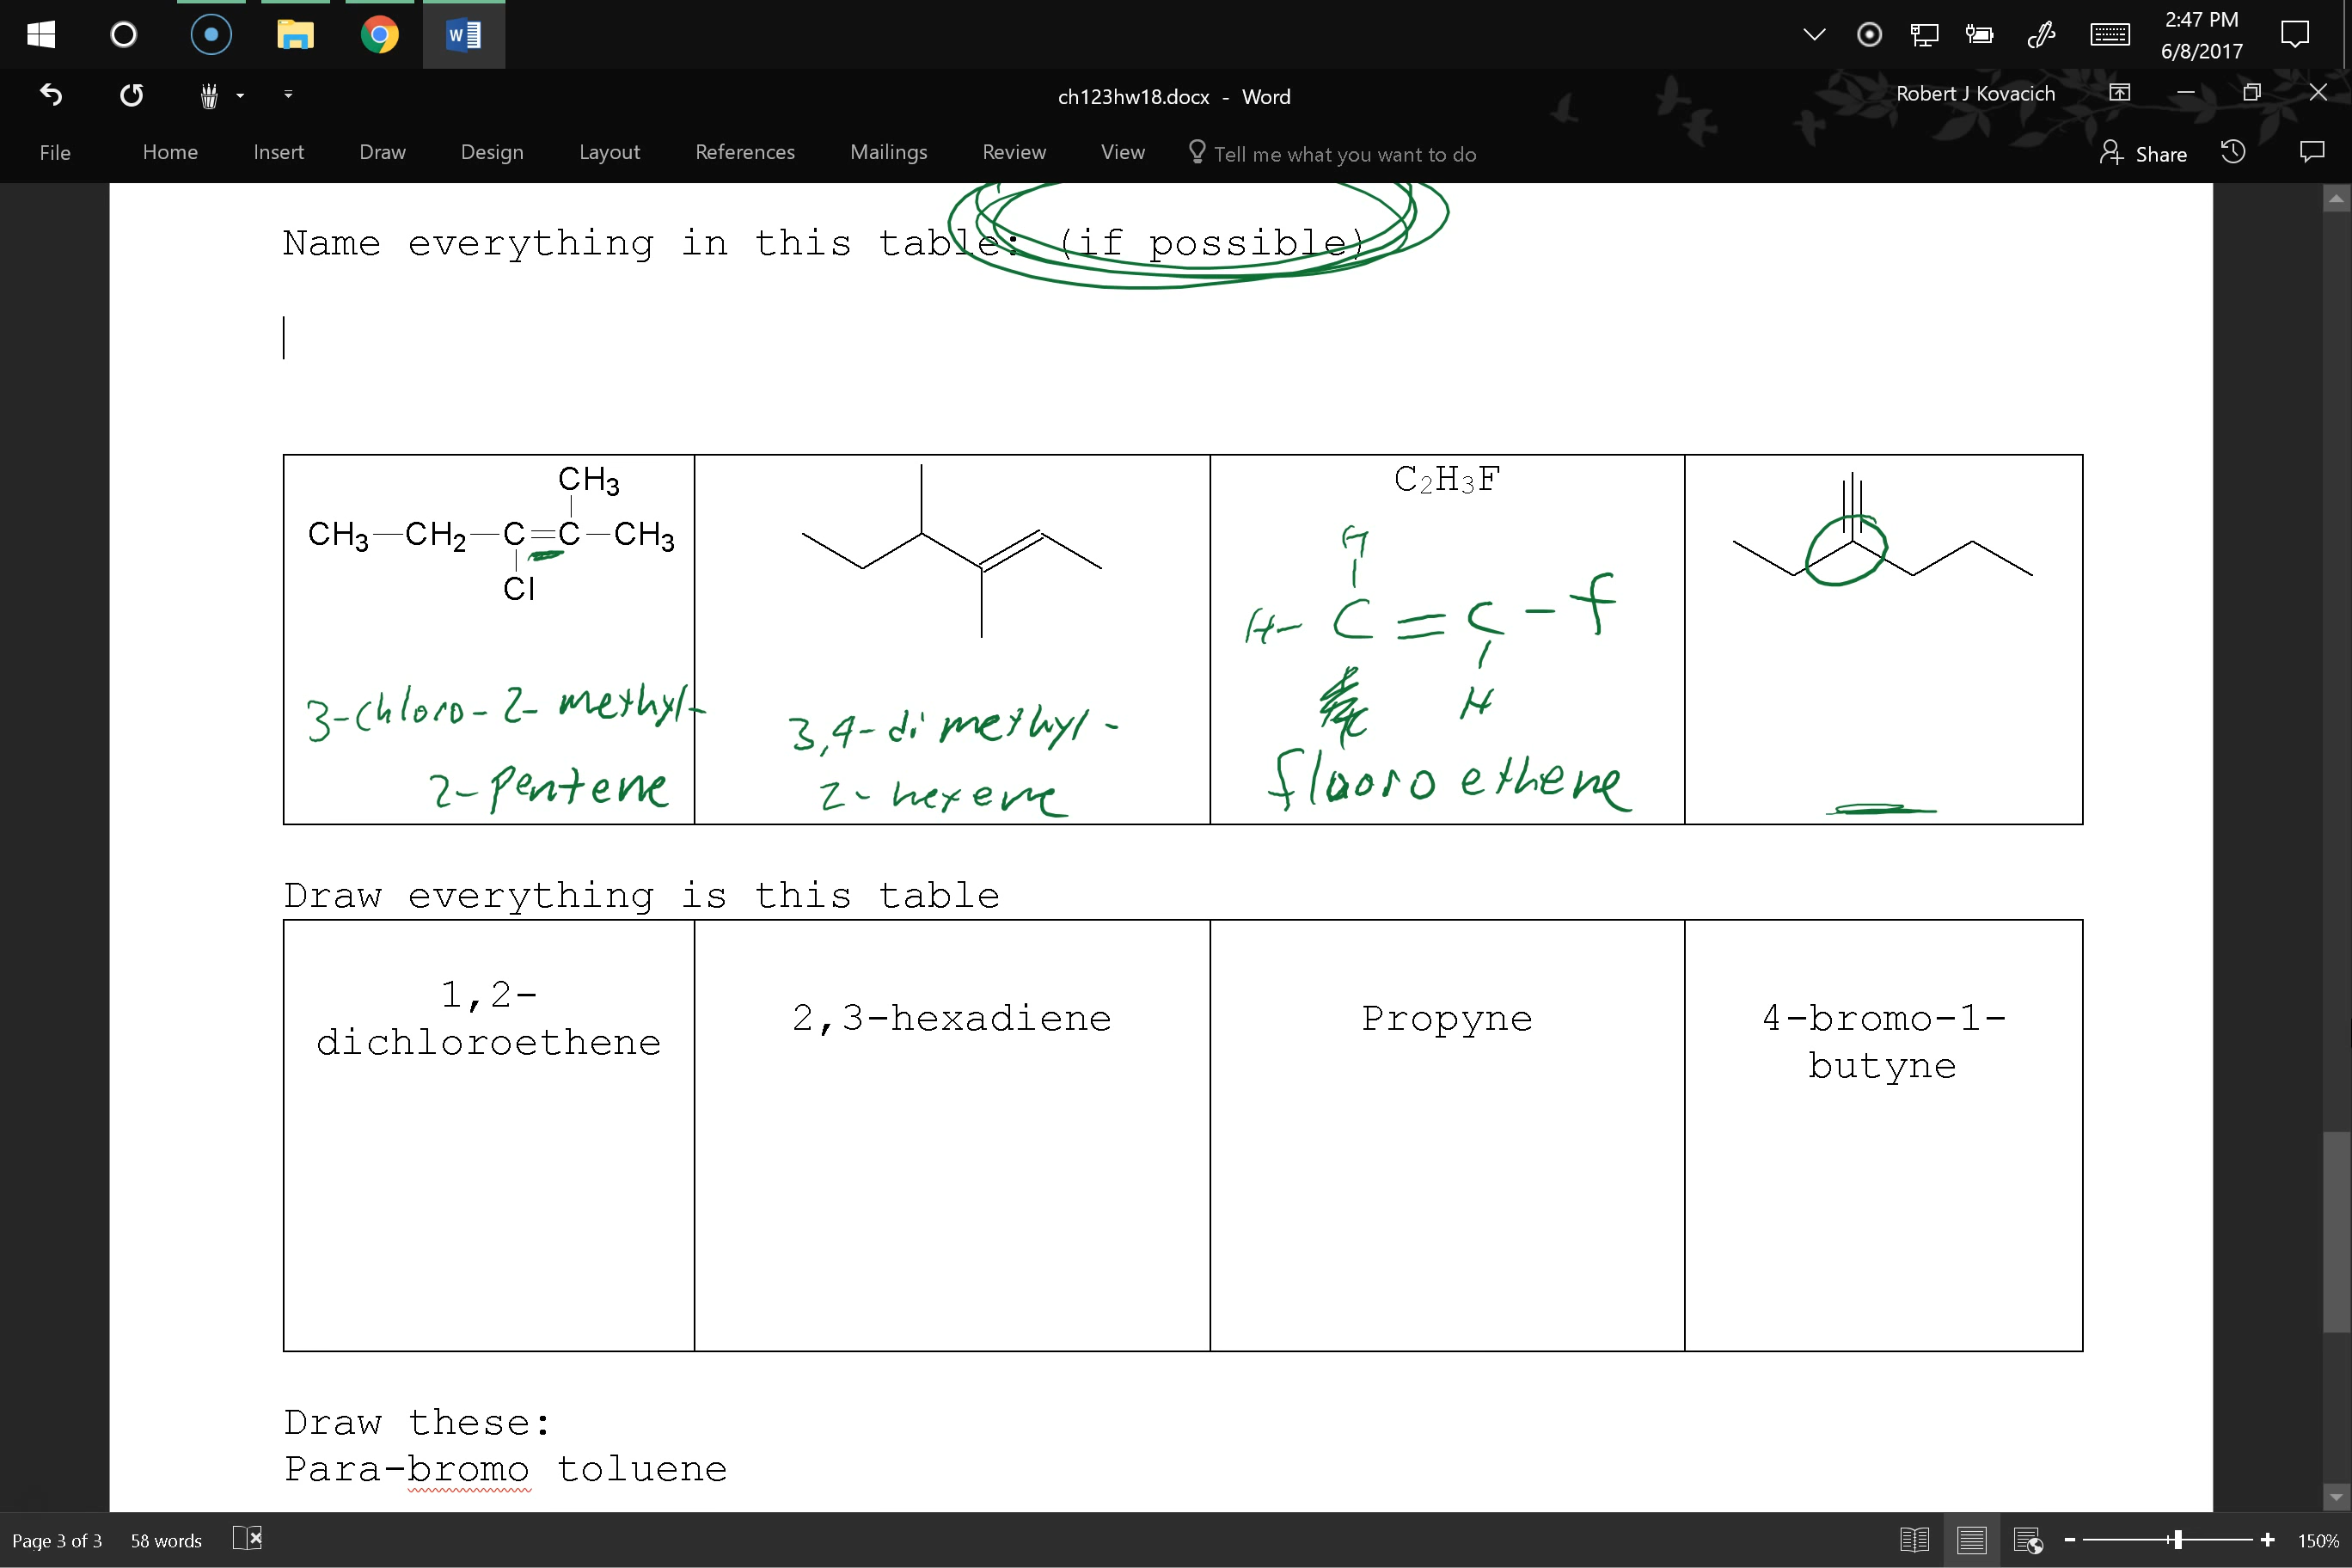 2:47 PM
6/8/2017
ch123hw18.docx - Word
Robert J Kovacich
File Home Insert Draw Design Layout References Mailings Review View Tell me what you want to do Share
Name everything in this table: (if possible)
CH3
CH3—CH2—C=C—CH3
Cl
3-chloro-2-methyl-
2-pentene
3,4-dimethyl-
2-hexene
C2H3F
H
H-C=C-f
H
fluoro ethene
Draw everything is this table
1,2-
dichloroethene
2,3-hexadiene
Propyne
4-bromo-1-
butyne
Draw these:
Para-bromo toluene
Page 3 of 3 58 words 150%